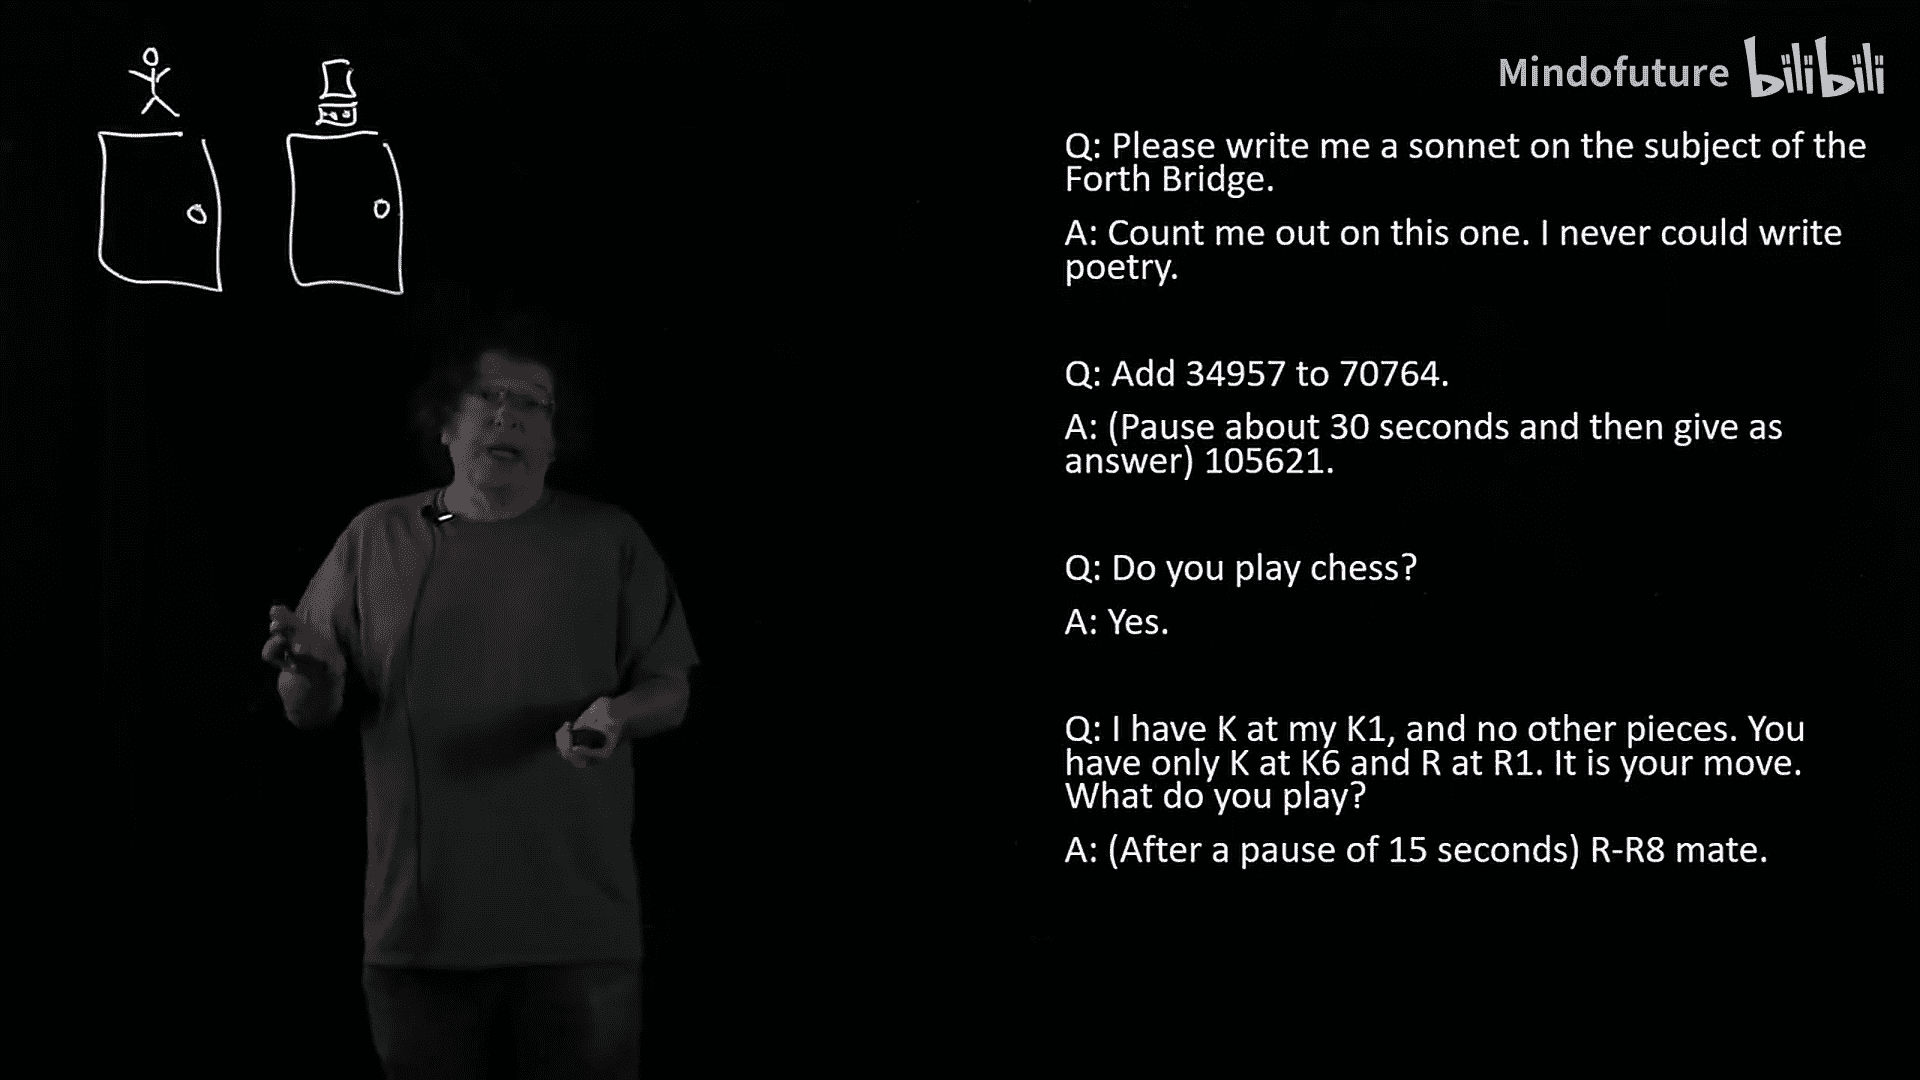 Mindofuture bilibili
Q: Please write me a sonnet on the subject of the
Forth Bridge.
A: Count me out on this one. I never could write
poetry.
Q: Add 34957 to 70764.
A: (Pause about 30 seconds and then give as
answer) 105621.
Q: Do you play chess?
A: Yes.
Q: I have K at my K1, and no other pieces. You
have only K at K6 and R at R1. It is your move.
What do you play?
A: (After a pause of 15 seconds) R-R8 mate.